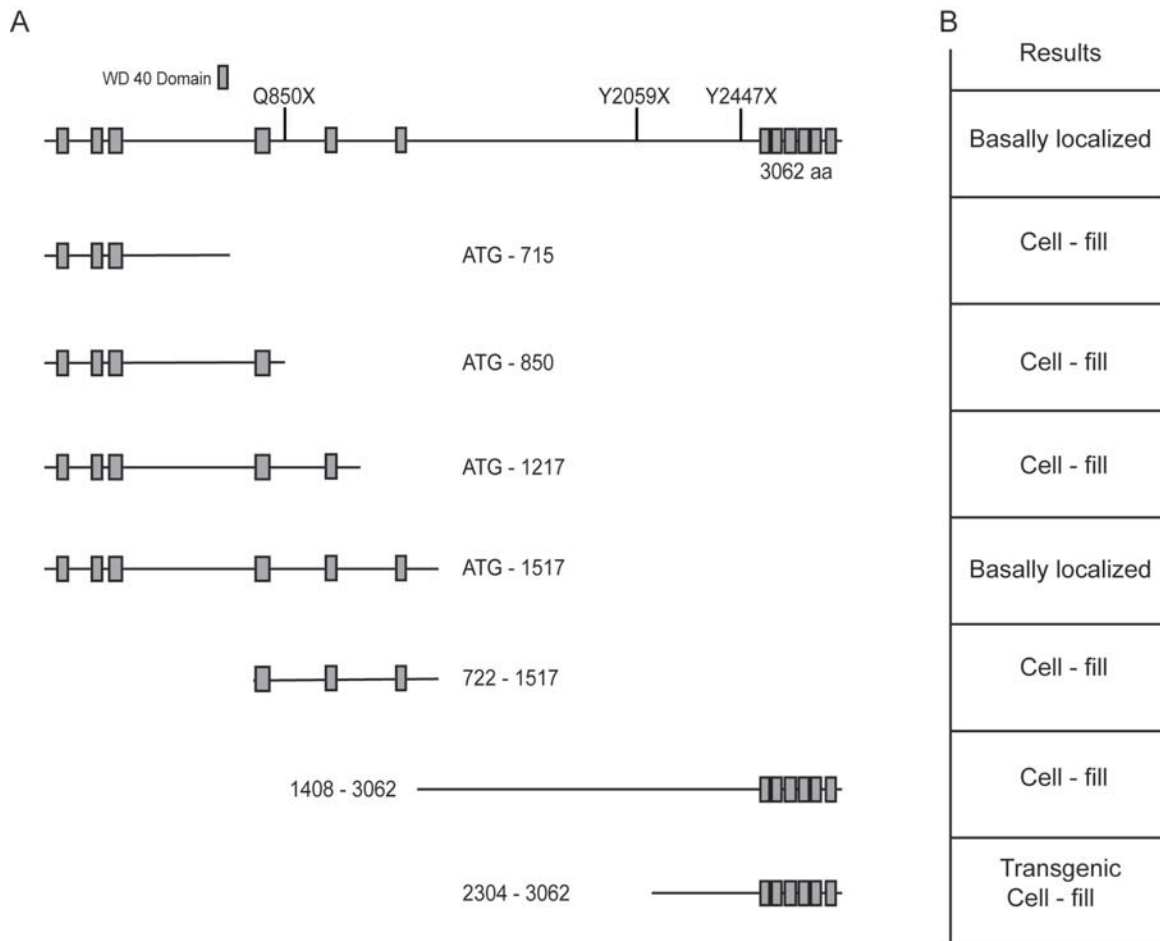 A
B
Results
WD 40 Domain
Q850X
Y2059X
Y2447X
3062 aa
Basally localized
ATG - 715
Cell - fill
ATG - 850
Cell - fill
ATG - 1217
Cell - fill
ATG - 1517
Basally localized
722 - 1517
Cell - fill
1408 - 3062
Cell - fill
2304 - 3062
Transgenic
Cell - fill